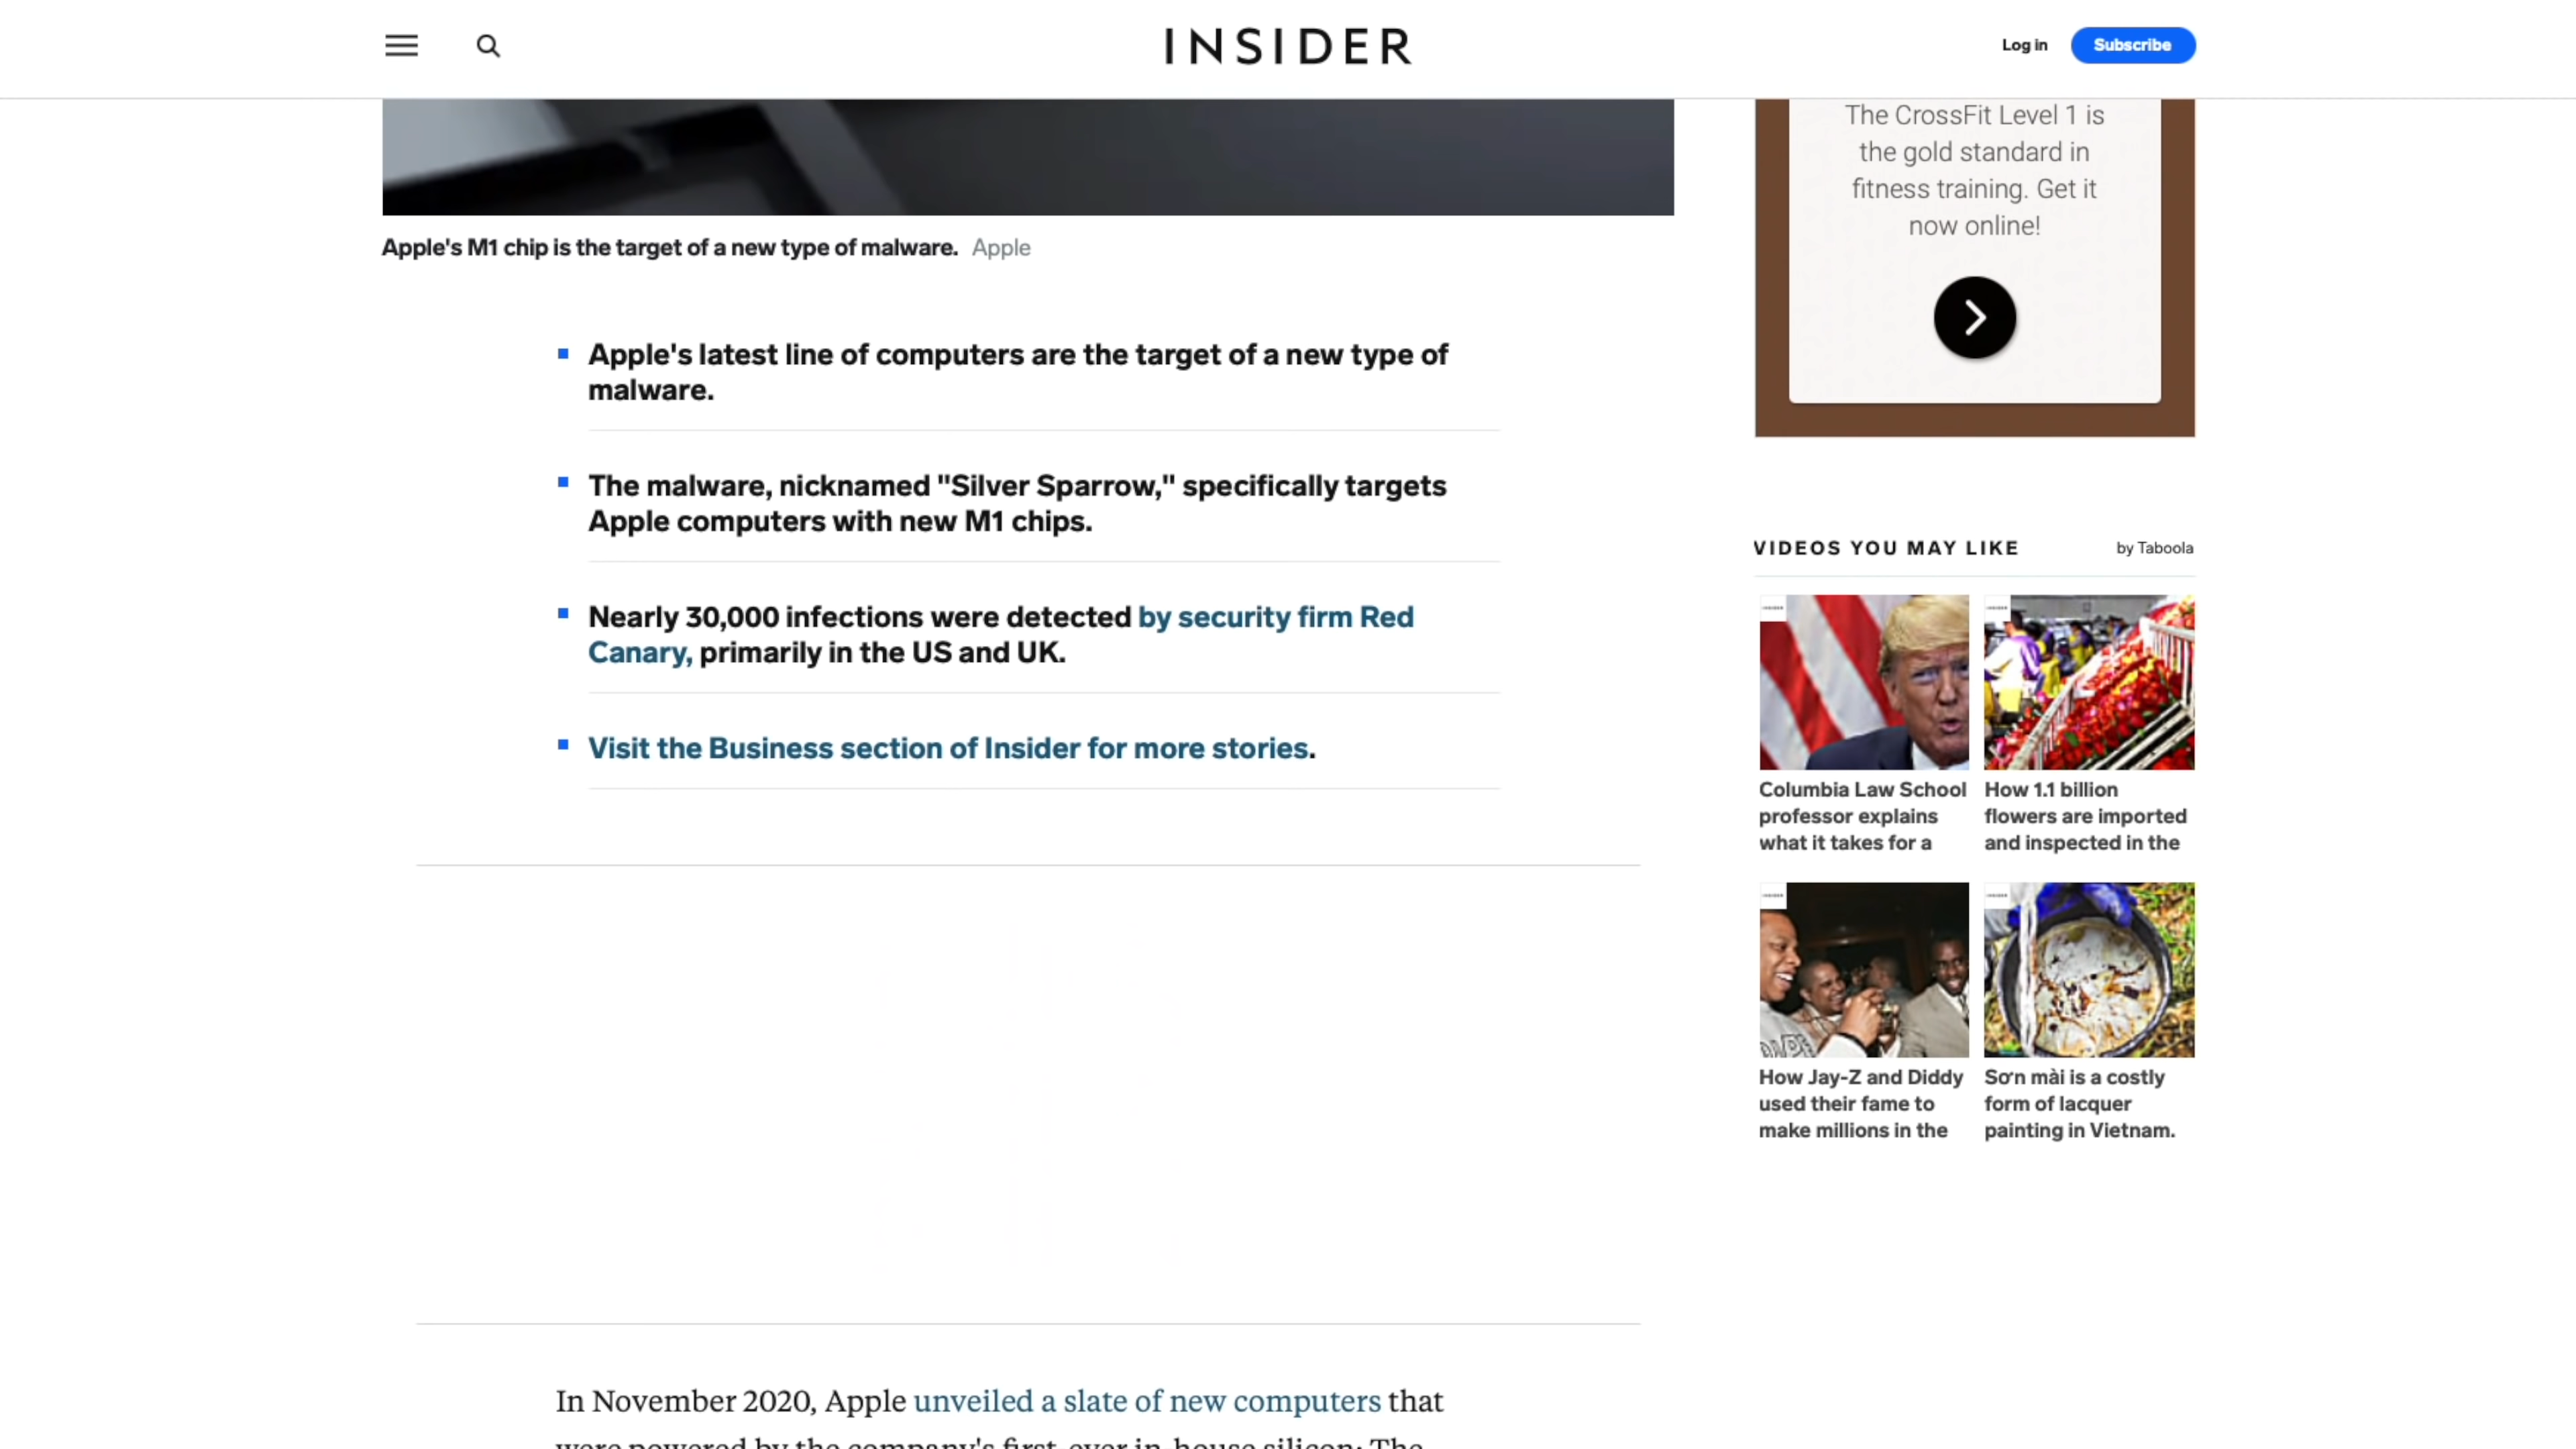 INSIDER
Log in
Subscribe
Apple's M1 chip is the target of a new type of malware. Apple
Apple's latest line of computers are the target of a new type of
malware.
The malware, nicknamed "Silver Sparrow," specifically targets
Apple computers with new M1 chips.
Nearly 30,000 infections were detected by security firm Red
Canary, primarily in the US and UK.
Visit the Business section of Insider for more stories.
In November 2020, Apple unveiled a slate of new computers that
were powered by the company's first-ever in-house silicon: The
The CrossFit Level 1 is
the gold standard in
fitness training. Get it
now online!
VIDEOS YOU MAY LIKE
by Taboola
Columbia Law School
professor explains
what it takes for a
How 1.1 billion
flowers are imported
and inspected in the
How Jay-Z and Diddy
used their fame to
make millions in the
Sơn mài is a costly
form of lacquer
painting in Vietnam.